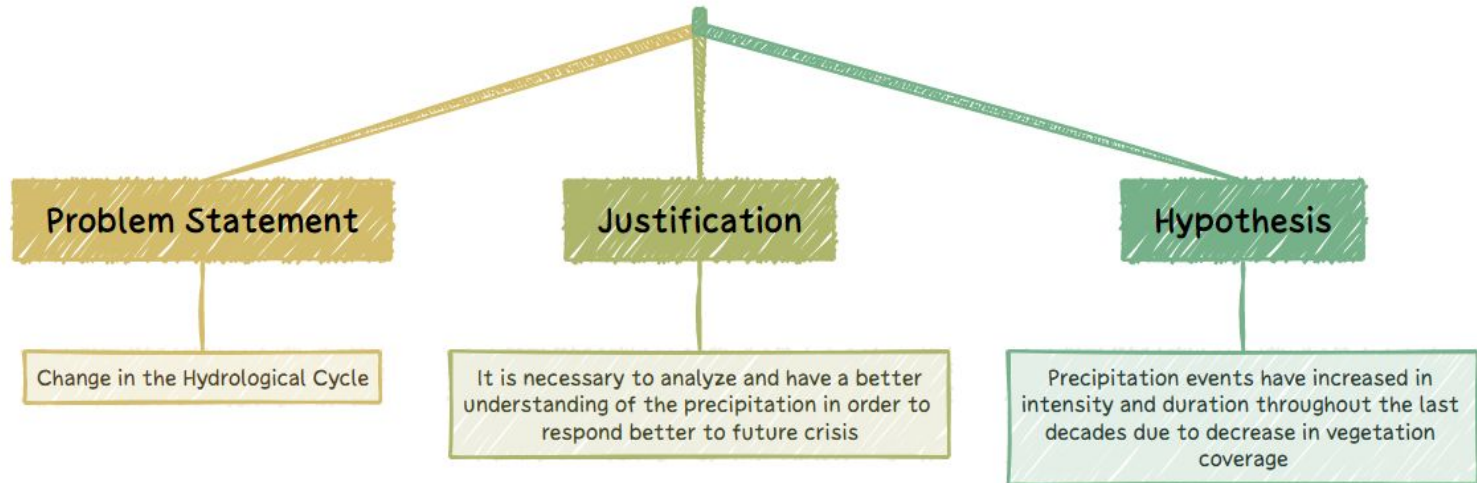 Problem Statement
Justification
Hypothesis
Change in the Hydrological Cycle
It is necessary to analyze and have a better
understanding of the precipitation in order to
respond better to future crisis
Precipitation events have increased in
intensity and duration throughout the last
decades due to decrease in vegetation
coverage